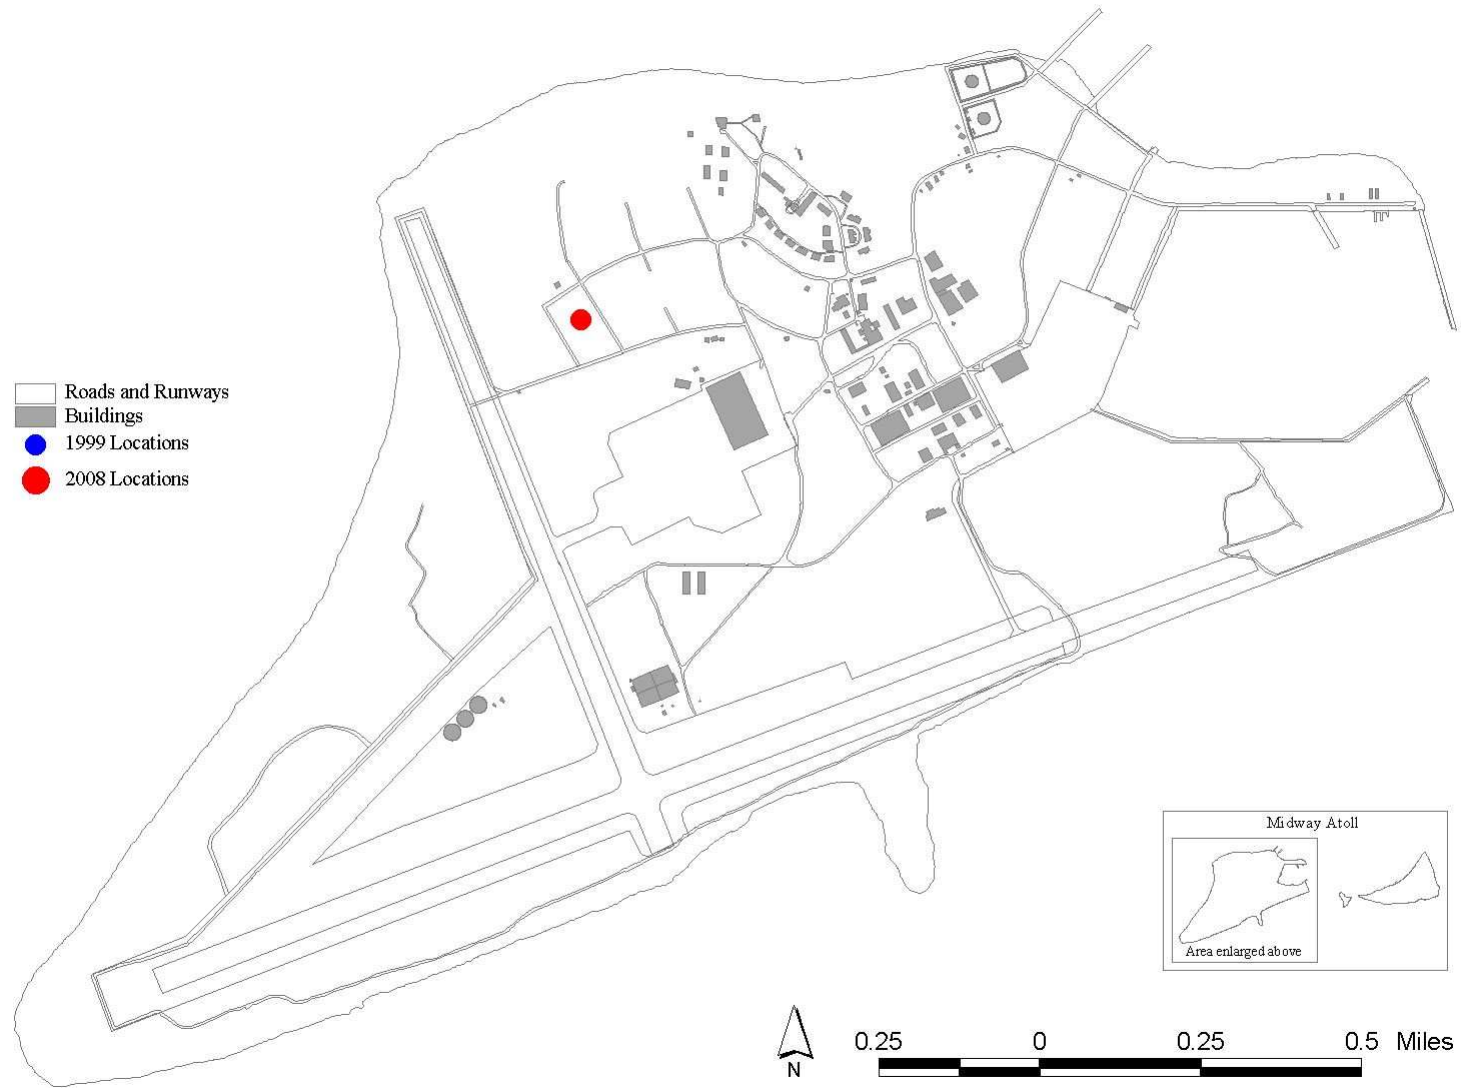 Roads and Runways
Buildings
1999 Locations
2008 Locations
Midway Atoll
Area enlarged above
N
0.25 0 0.25 0.5 Miles